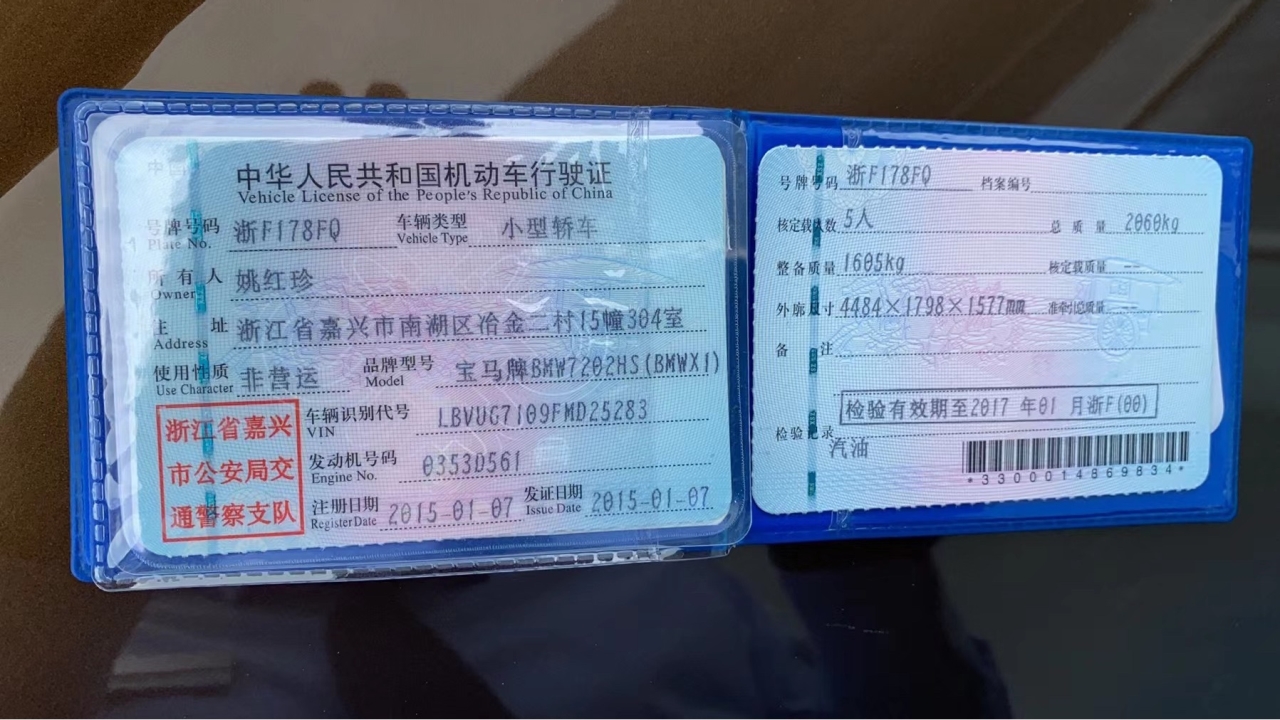 中华人民共和国机动车行驶证
Vehicle License of the People's Republic of China
号牌号码 浙F178FQ 车辆类型 小型轿车
Plate No. Vehicle Type
所有人 姚红珍
Owner
主址 浙江省嘉兴市南湖区冶金二村15幢304室
Address
使用性质 非营运 品牌型号 宝马牌BMW7202HS(BMWX1)
Use Character Model
浙江省嘉兴
市公安局交
通警察支队
车辆识别代号 LBVUG7109FMD25283
VIN
发动机号码 0353D561
Engine No.
注册日期 2015-01-07 发证日期 2015-01-07
Register Date Issue Date
号牌号码 浙F178FQ 档案编号
核定载人数 5人 总质量 2060kg
整备质量 1605kg 核定载质量 --
外廓尺寸 4484×1798×1577mm 准牵引总质量 --
备注
检验有效期至2017 年01 月浙F(00)
检验记录
汽油
*3300014869834*